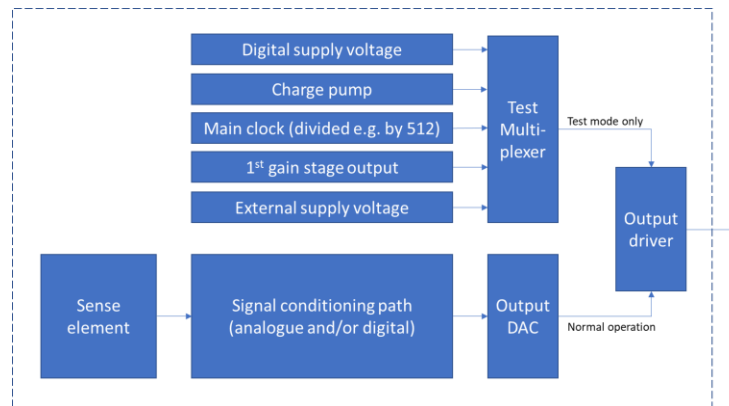 Digital supply voltage
Charge pump
Main clock (divided e.g. by 512)
1st gain stage output
External supply voltage
Test
Multi-
plexer
Test mode only
Output
driver
Sense
element
Signal conditioning path
(analogue and/or digital)
Output
DAC
Normal operation